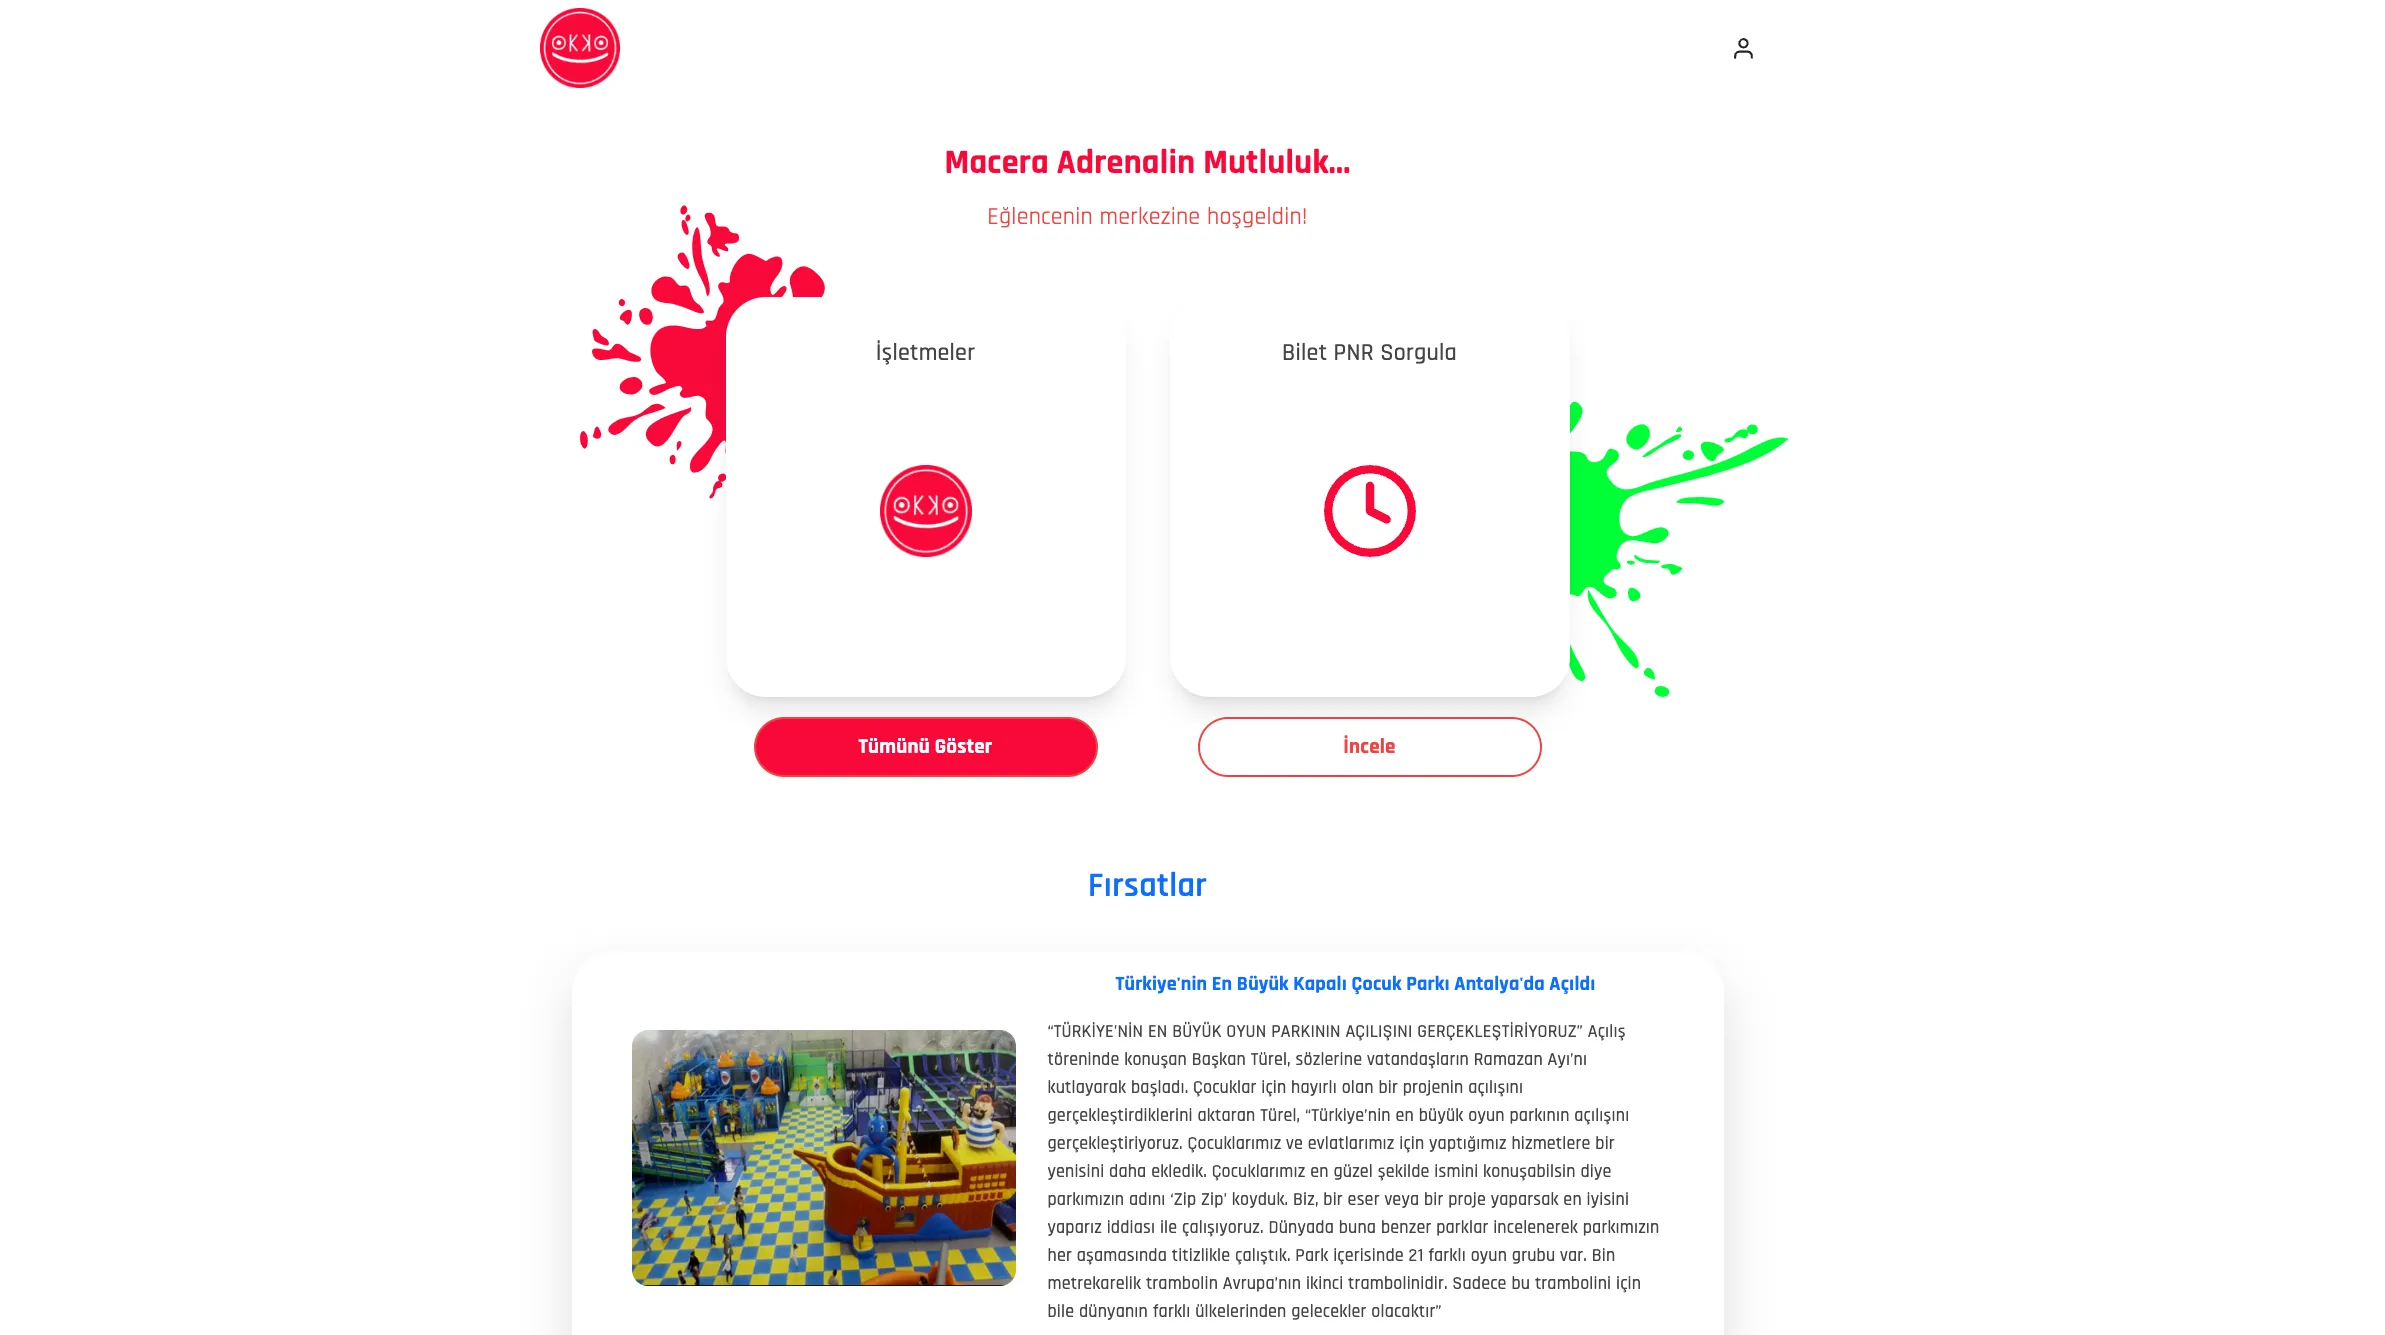 OKKO
Macera Adrenalin Mutluluk...
Eğlencenin merkezine hoşgeldin!
İşletmeler
Bilet PNR Sorgula
OKKO
Tümünü Göster
İncele
Fırsatlar
Türkiye'nin En Büyük Kapalı Çocuk Parkı Antalya'da Açıldı
“TÜRKİYE’NİN EN BÜYÜK OYUN PARKININ AÇILIŞINI GERÇEKLEŞTİRİYORUZ” Açılış
töreninde konuşan Başkan Türel, sözlerine vatandaşların Ramazan Ayı’nı
kutlayarak başladı. Çocuklar için hayırlı olan bir projenin açılışını
gerçekleştirdiklerini aktaran Türel, “Türkiye’nin en büyük oyun parkının açılışını
gerçekleştiriyoruz. Çocuklarımız ve evlatlarımız için yaptığımız hizmetlere bir
yenisini daha ekledik. Çocuklarımız en güzel şekilde ismini konuşabilsin diye
parkımızın adını ‘Zip Zip’ koyduk. Biz, bir eser veya bir proje yaparsak en iyisini
yaparız iddiası ile çalışıyoruz. Dünyada buna benzer parklar incelenerek parkımızın
her aşamasında titizlikle çalıştık. Park içerisinde 21 farklı oyun grubu var. Bin
metrekarelik trambolin Avrupa’nın ikinci trambolinidir. Sadece bu trambolini için
bile dünyanın farklı ülkelerinden gelecekler olacaktır”